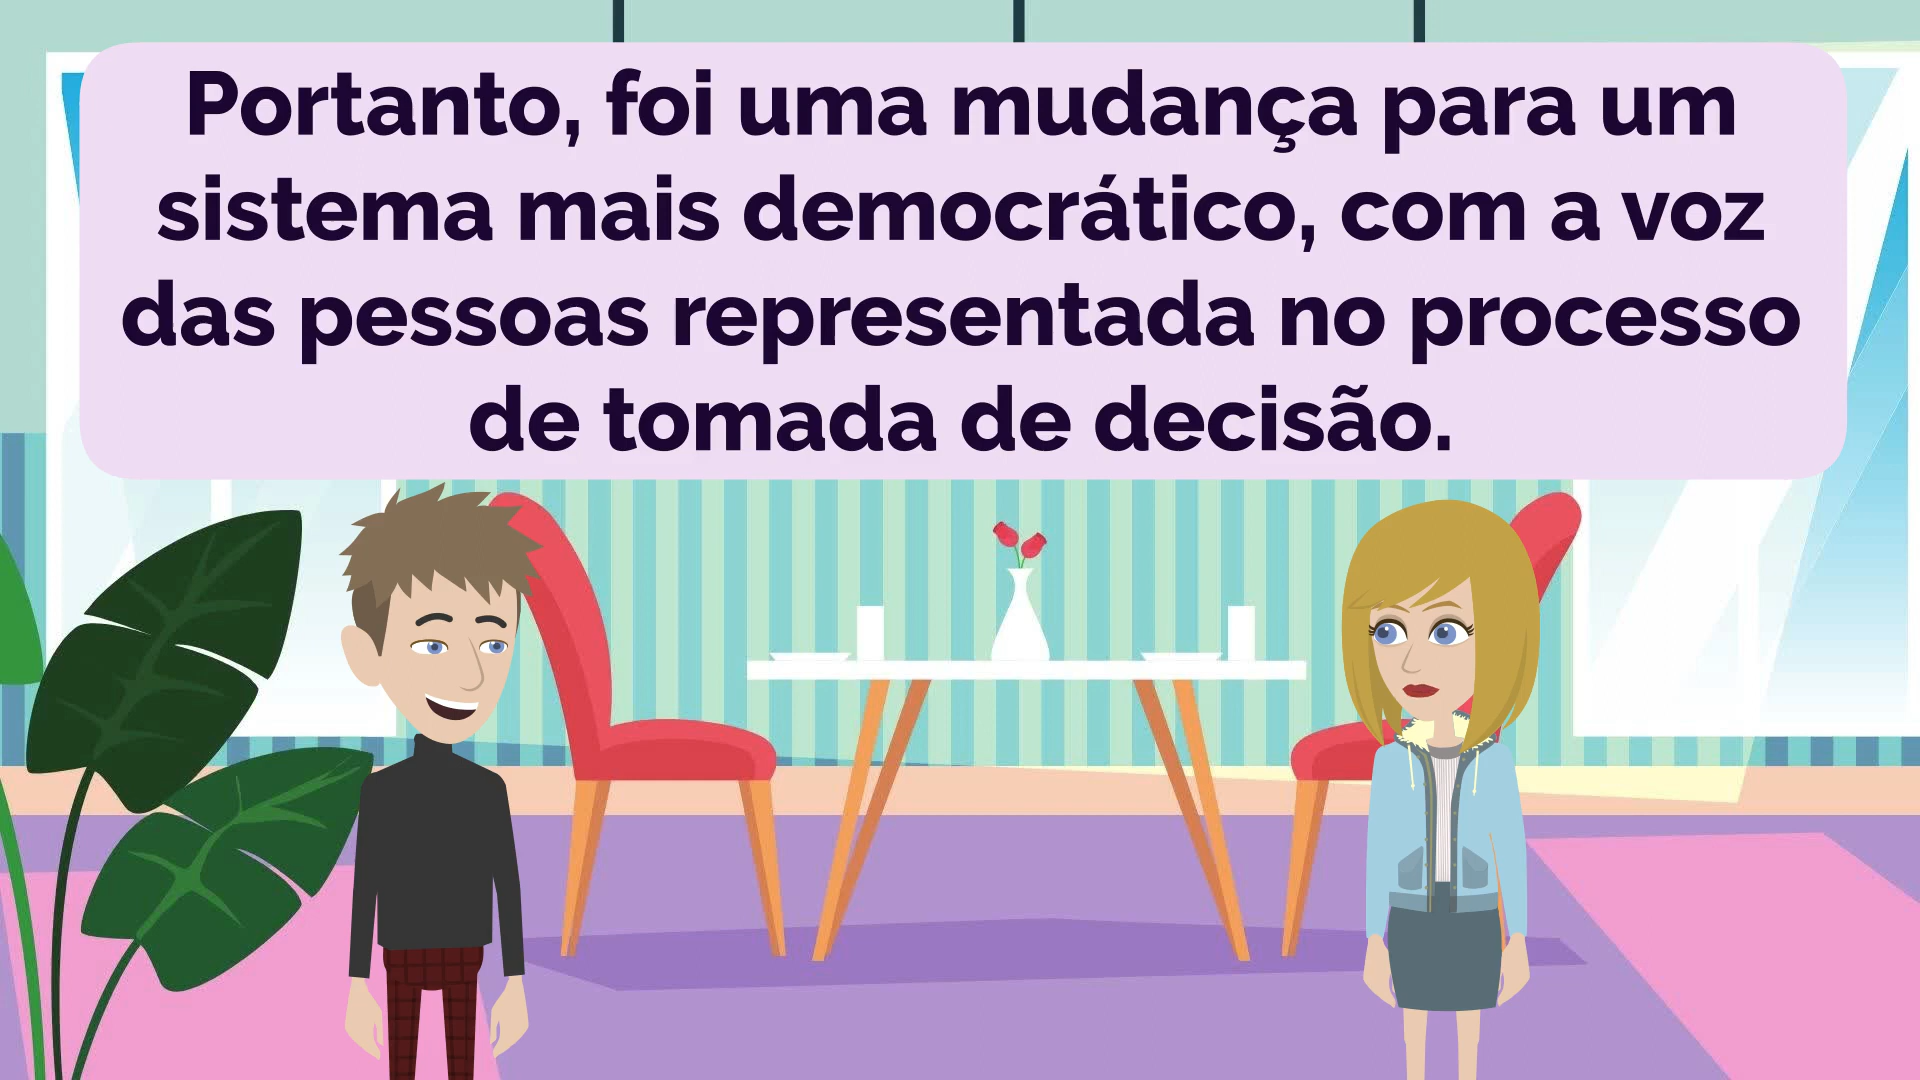 Portanto, foi uma mudança para um
sistema mais democrático, com a voz
das pessoas representada no processo
de tomada de decisão.